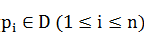 pᵢ ∈ D (1 ≤ i ≤ n)